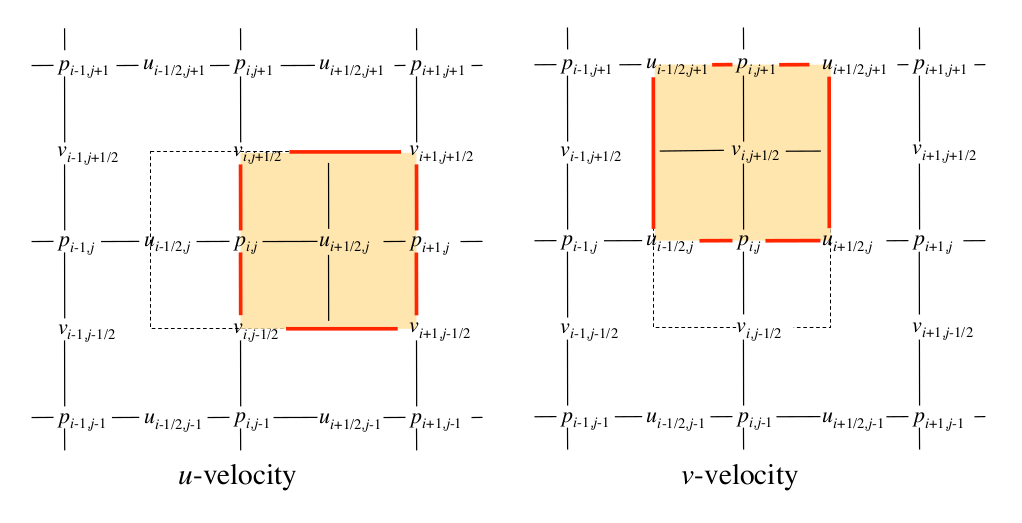 p_{i-1,j+1} u_{i-1/2,j+1} p_{i,j+1} u_{i+1/2,j+1} p_{i+1,j+1}
v_{i-1,j+1/2} v_{i,j+1/2} v_{i+1,j+1/2}
p_{i-1,j} u_{i-1/2,j} p_{i,j} u_{i+1/2,j} p_{i+1,j}
v_{i-1,j-1/2} v_{i,j-1/2} v_{i+1,j-1/2}
p_{i-1,j-1} u_{i-1/2,j-1} p_{i,j-1} u_{i+1/2,j-1} p_{i+1,j-1}
u-velocity
p_{i-1,j+1} u_{i-1/2,j+1} p_{i,j+1} u_{i+1/2,j+1} p_{i+1,j+1}
v_{i-1,j+1/2} v_{i,j+1/2} v_{i+1,j+1/2}
p_{i-1,j} u_{i-1/2,j} p_{i,j} u_{i+1/2,j} p_{i+1,j}
v_{i-1,j-1/2} v_{i,j-1/2} v_{i+1,j-1/2}
p_{i-1,j-1} u_{i-1/2,j-1} p_{i,j-1} u_{i+1/2,j-1} p_{i+1,j-1}
v-velocity